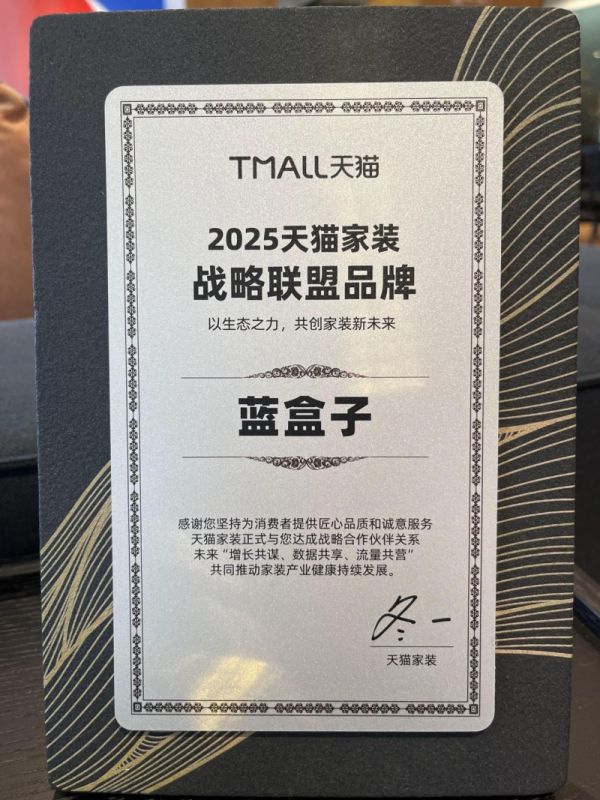 TMALL天猫
2025天猫家装
战略联盟品牌
以生态之力，共创家装新未来
蓝盒子
感谢您坚持为消费者提供匠心品质和诚意服务
天猫家装正式与您达成战略合作伙伴关系
未来“增长共谋、数据共享、流量共营”
共同推动家装产业健康持续发展。
冬一
天猫家装